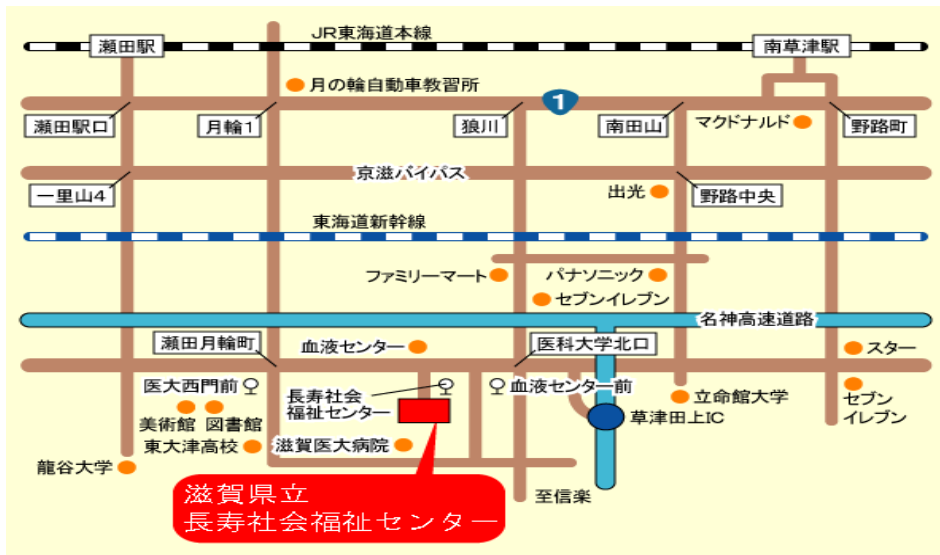 JR東海道本線
瀬田駅
南草津駅
月の輪自動車教習所
1
瀬田駅口
月輪1
狼川
南田山
マクドナルド
野路町
京滋バイパス
一里山4
出光
野路中央
東海道新幹線
ファミリーマート
パナソニック
セブンイレブン
名神高速道路
瀬田月輪町
血液センター
医科大学北口
スター
医大西門前
長寿社会
福祉センター
血液センター前
立命館大学
セブン
イレブン
美術館
図書館
草津田上IC
東大津高校
滋賀医大病院
龍谷大学
至信楽
滋賀県立
長寿社会福祉センター